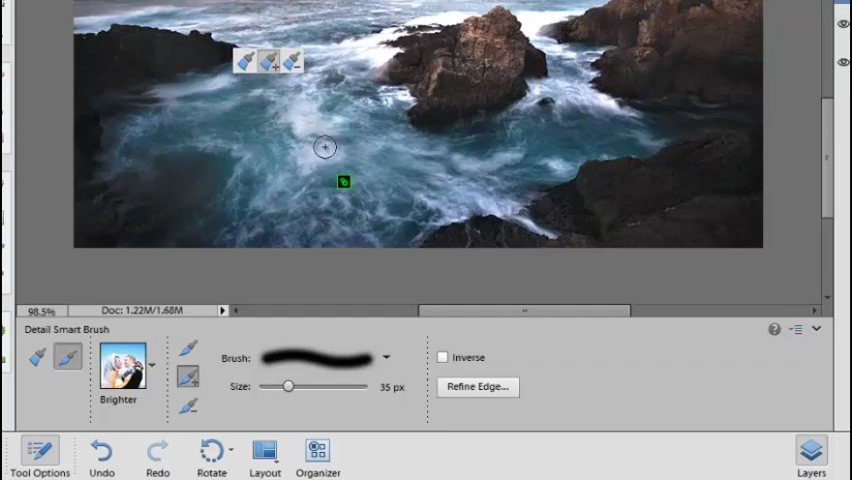 98.5%
Doc: 1.22M/1.68M
Detail Smart Brush
Brighter
Brush:
Size:
35 px
Inverse
Refine Edge...
Tool Options
Undo
Redo
Rotate
Layout
Organizer
Layers